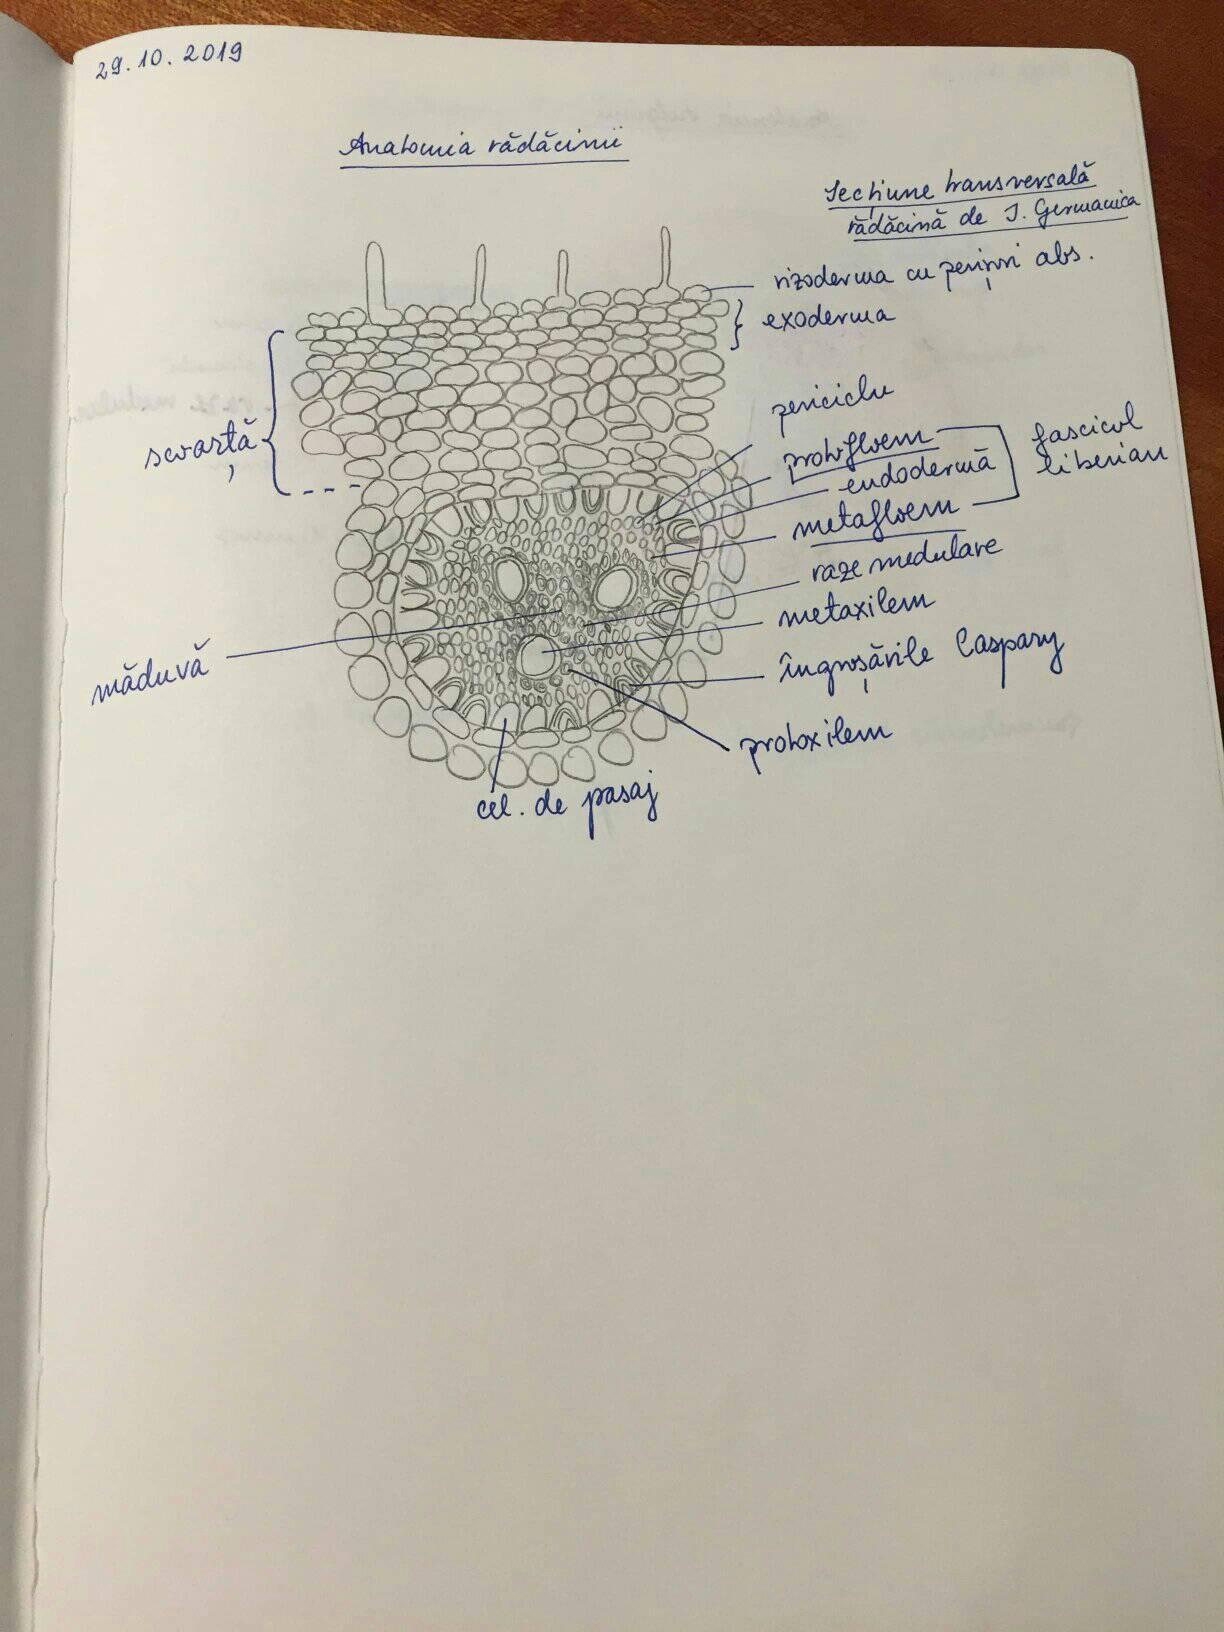 29.10.2019
Anatomia rădăcinii
Secțiune transversală
rădăcină de I. Germanica
rizoderma cu perișori abs.
exoderma
scoarță
periciclu
protofloem
endodermă
fascicol
liberian
metafloem
raze medulare
metaxilem
îngroșările Caspary
măduvă
protoxilem
cel. de pasaj